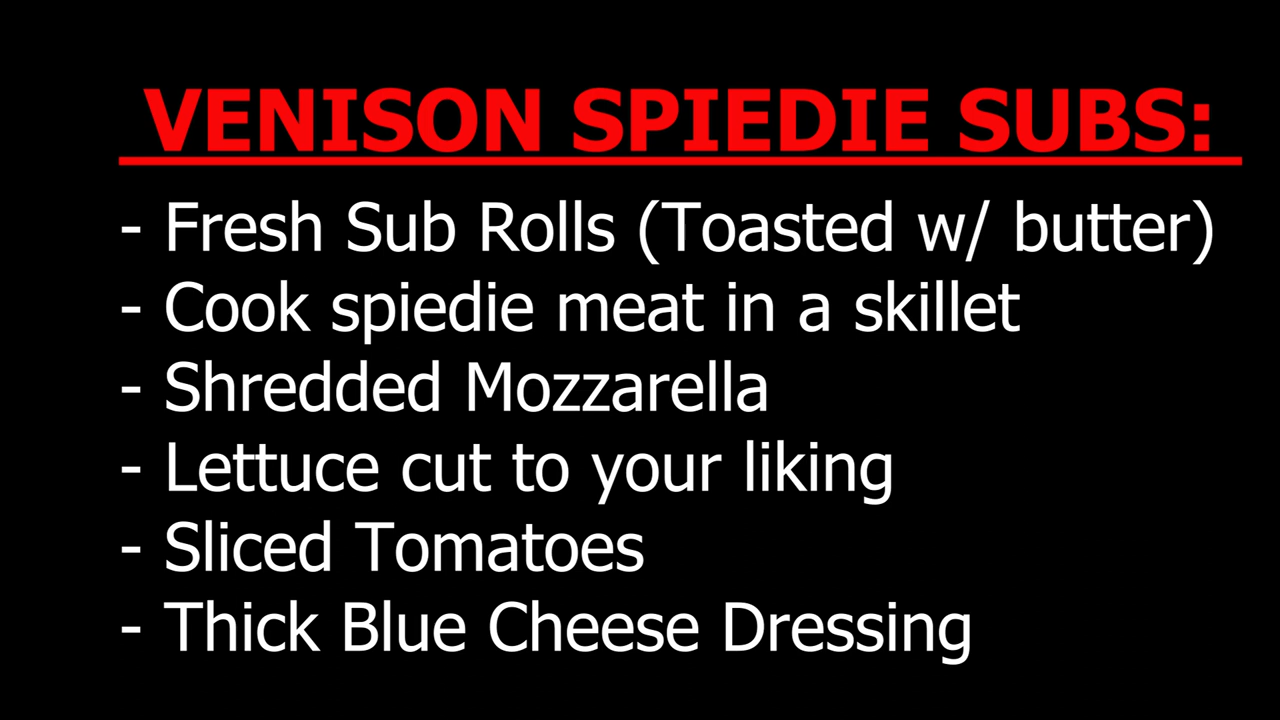 VENISON SPIEDIE SUBS:
- Fresh Sub Rolls (Toasted w/ butter)
- Cook spiedie meat in a skillet
- Shredded Mozzarella
- Lettuce cut to your liking
- Sliced Tomatoes
- Thick Blue Cheese Dressing